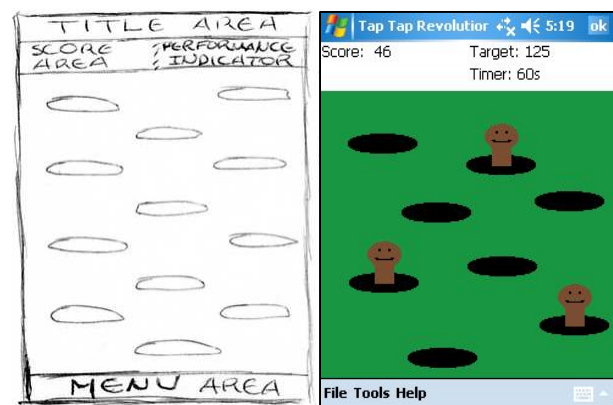 TITLE AREA
SCORE AREA
; PERFORMANCE
; INDICATOR
MENU AREA
Tap Tap Revolutior 5:19 ok
Score: 46 Target: 125
Timer: 60s
File Tools Help